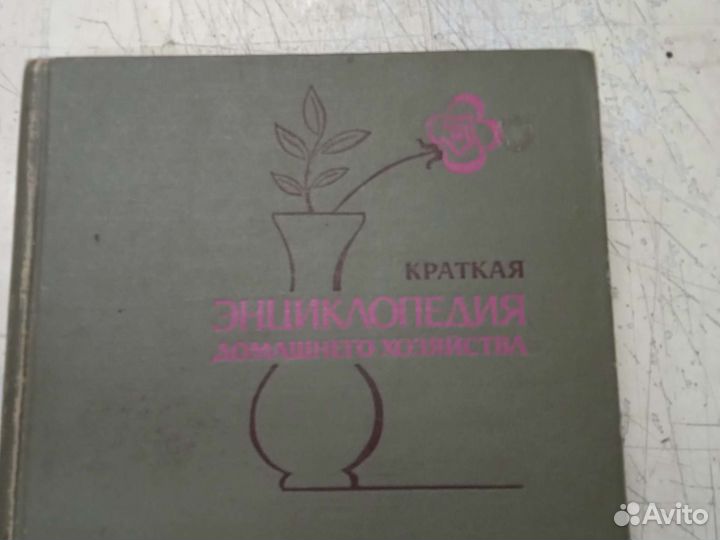 КРАТКАЯ
ЭНЦИКЛОПЕДИЯ
ДОМАШНЕГО ХОЗЯЙСТВА
Avito